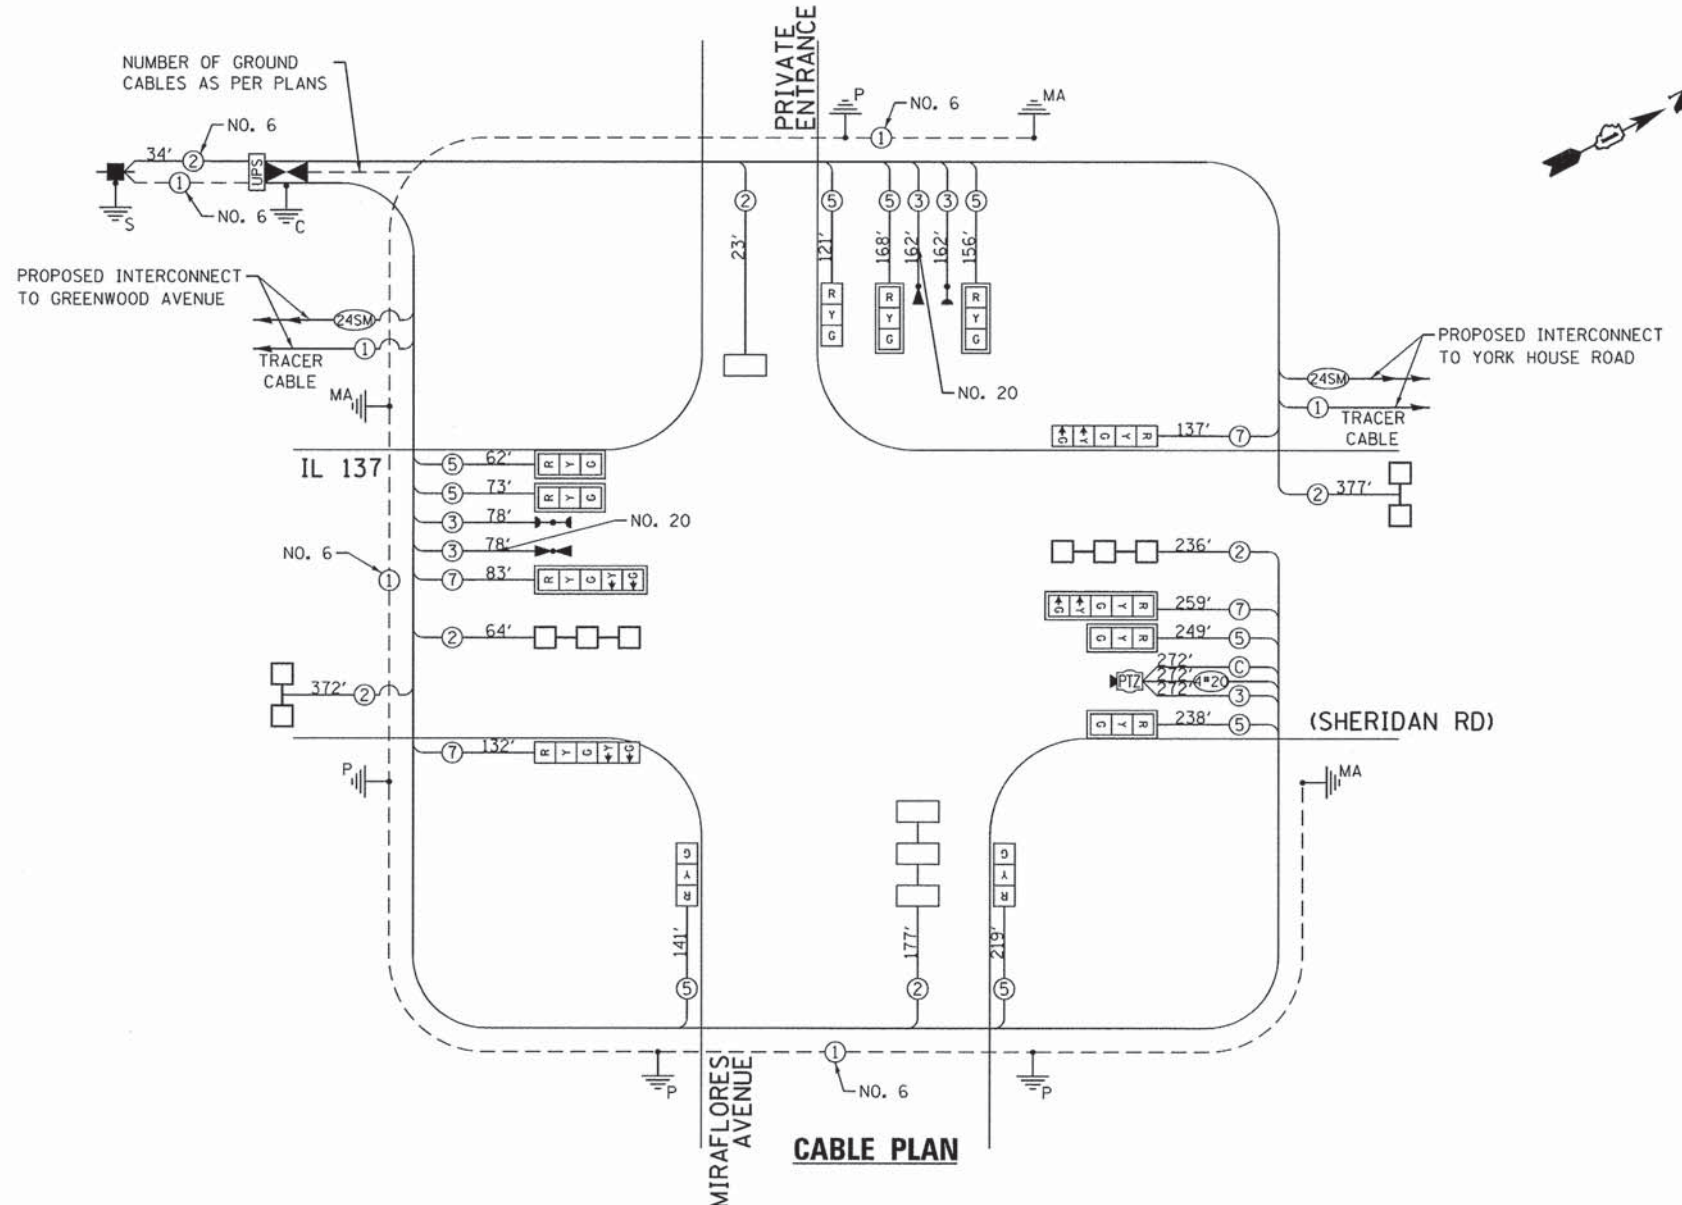 NUMBER OF GROUND
CABLES AS PER PLANS
PRIVATE
ENTRANCE
P
NO. 6
MA
1
NO. 6
34'
2
UPS
1
NO. 6
S
C
2
5
5
3
3
5
23'
121'
168'
162'
162'
156'
R
Y
G
R
Y
G
R
Y
G
NO. 20
PROPOSED INTERCONNECT
TO GREENWOOD AVENUE
24SM
1
TRACER
CABLE
MA
PROPOSED INTERCONNECT
TO YORK HOUSE ROAD
24SM
1
TRACER
CABLE
G Y G Y R 137' 7
2 377'
IL 137
5 62' R Y G
5 73' R Y G
3 78'
3 78'
NO. 20
NO. 6
1
7 83' R Y G Y G
2 64'
372' 2
7 132' R Y G Y G
P
236' 2
G Y G Y R 259' 7
G Y R 249' 5
272' C
PTZ 272' 4#20
272' 3
G Y R 238' 5
(SHERIDAN RD)
MA
G
Y
R
141'
5
177'
2
G
Y
R
219'
5
1
NO. 6
P
P
MIRAFLORES
AVENUE
CABLE PLAN